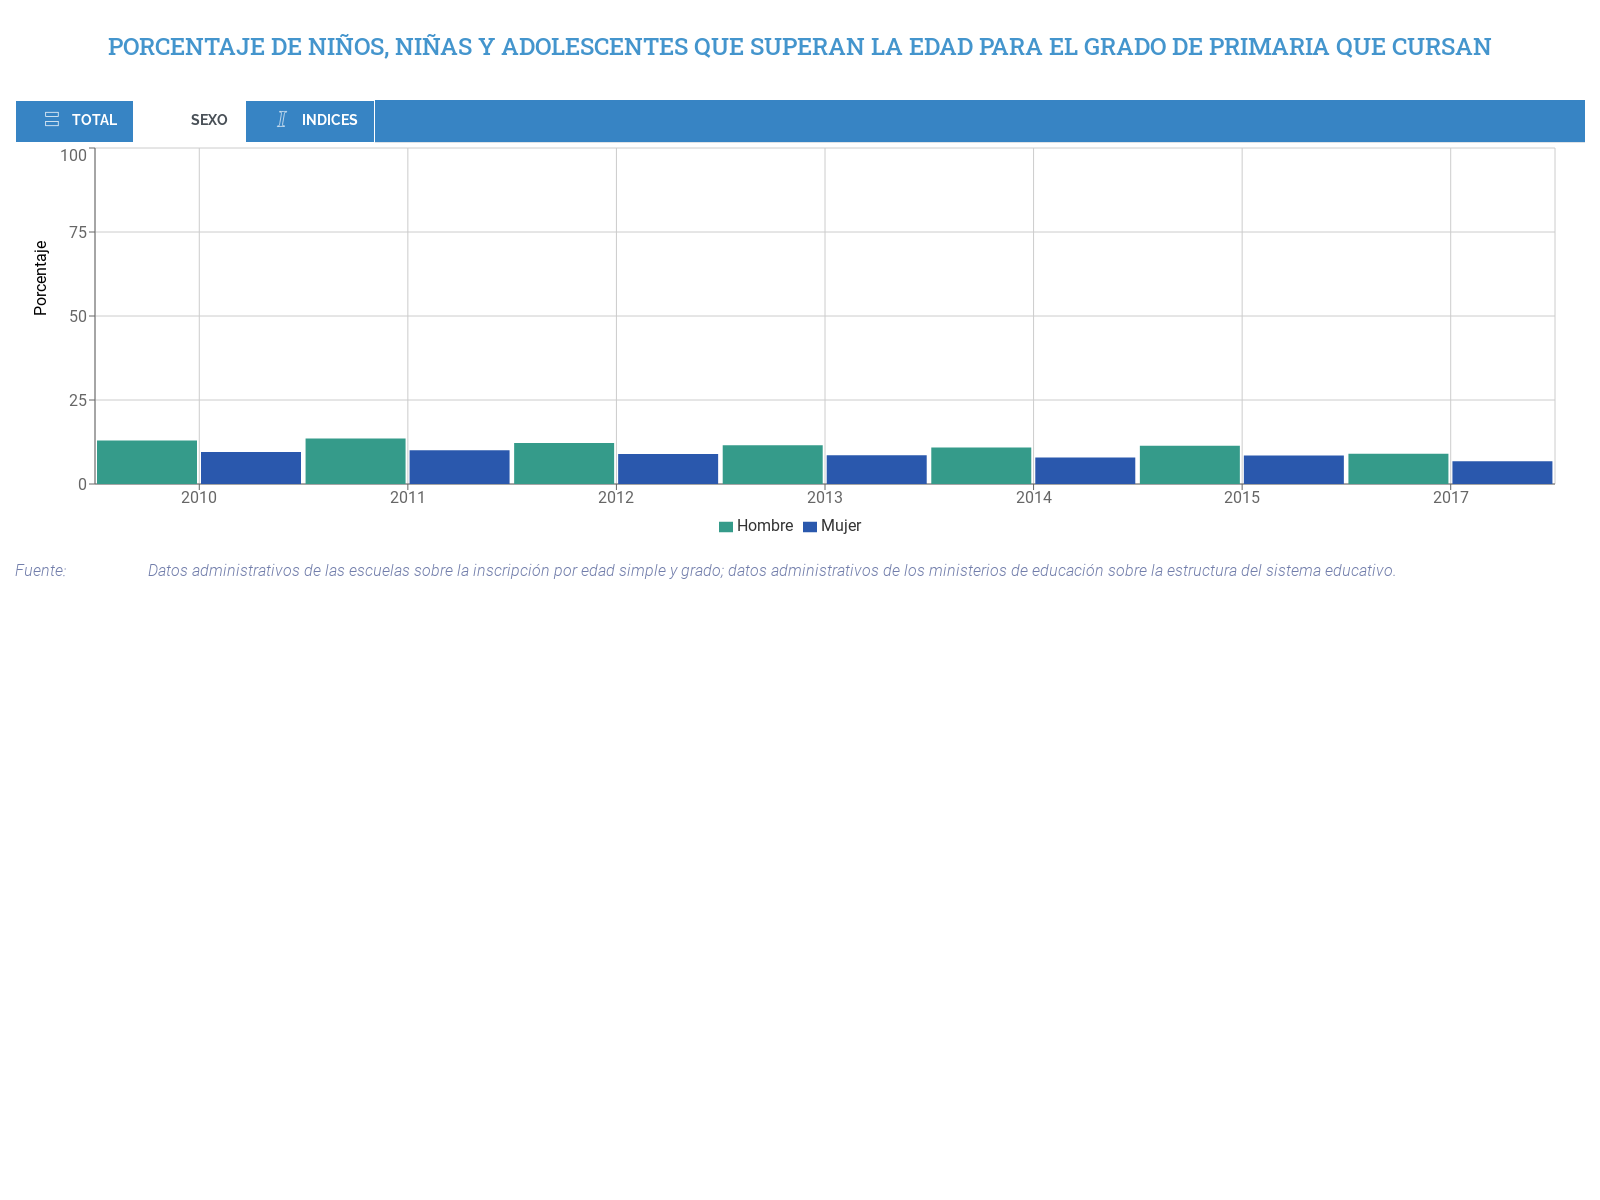 PORCENTAJE DE NIÑOS, NIÑAS Y ADOLESCENTES QUE SUPERAN LA EDAD PARA EL GRADO DE PRIMARIA QUE CURSAN
TOTAL SEXO INDICES
100
75
50
25
0
Porcentaje
2010 2011 2012 2013 2014 2015 2017
Hombre Mujer
Fuente: Datos administrativos de las escuelas sobre la inscripción por edad simple y grado; datos administrativos de los ministerios de educación sobre la estructura del sistema educativo.